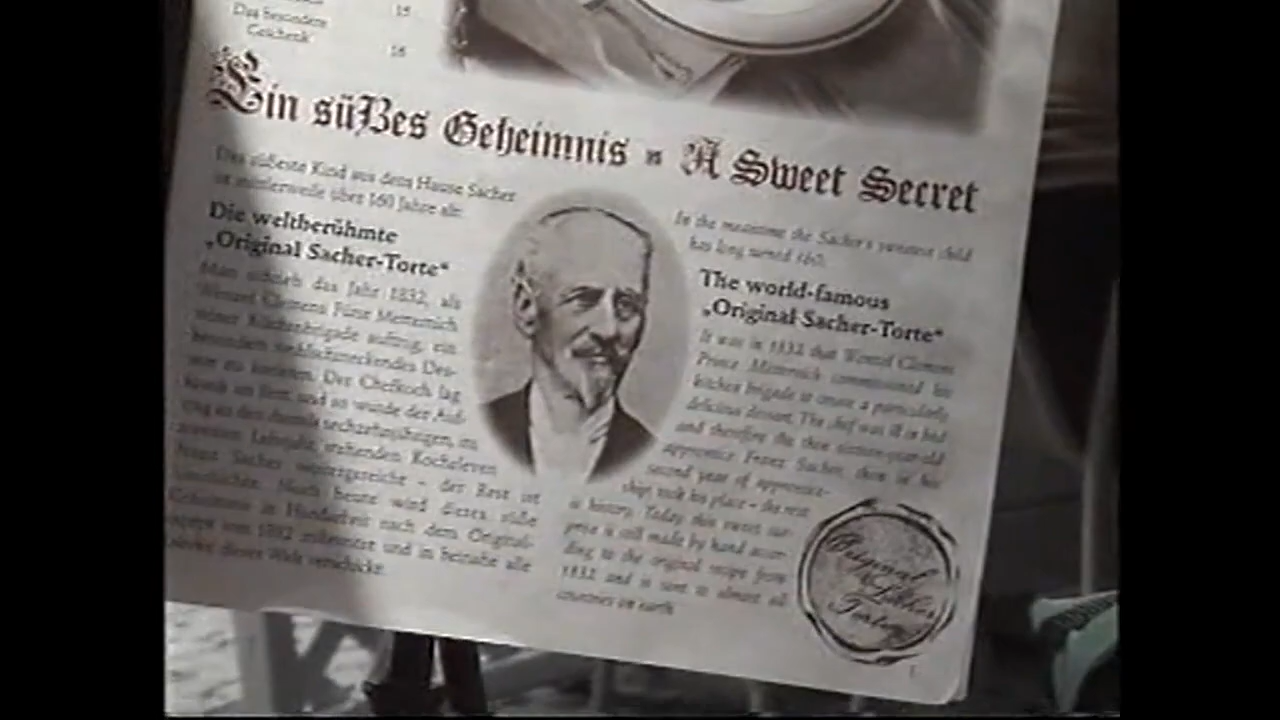 15
Das besondere
Geschenk 16
Ein süßes Geheimnis - A Sweet Secret
Das süßeste Kind aus dem Hause Sacher
ist mittlerweile über 160 Jahre alt:
Die weltberühmte
„Original Sacher-Torte“
Man schrieb das Jahr 1832, als
Wenzel Clemens Fürst Metternich
seiner Küchenbrigade auftrug, ein
besonders wohlschmeckendes Des-
sert zu kreieren. Der Chefkoch lag
krank im Bett und so wurde der Auf-
trag an den damals sechzehnjährigen, im
zweiten Lehrjahr stehenden Kocheleven
Franz Sacher weitergereicht – der Rest ist
Geschichte. Noch heute wird dieses süße
Geheimnis in Handarbeit nach dem Original-
rezept von 1832 zubereitet und in beinahe alle
Länder dieser Welt verschickt.
In the meantime the Sacher's sweetest child
has long turned 160:
The world-famous
„Original Sacher-Torte“
It was in 1832 that Wenzel Clemens
Prince Metternich commissioned his
kitchen brigade to create a particularly
delicious dessert. The chef was ill in bed
and therefore the then sixteen-year-old
apprentice Franz Sacher, then in his
second year of apprentice-
ship, took his place – the rest
is history. Today, this sweet sur-
prise is still made by hand accor-
ding to the original recipe from
1832 and is sent to almost all
countries on earth.
Original
Sacher
Torte